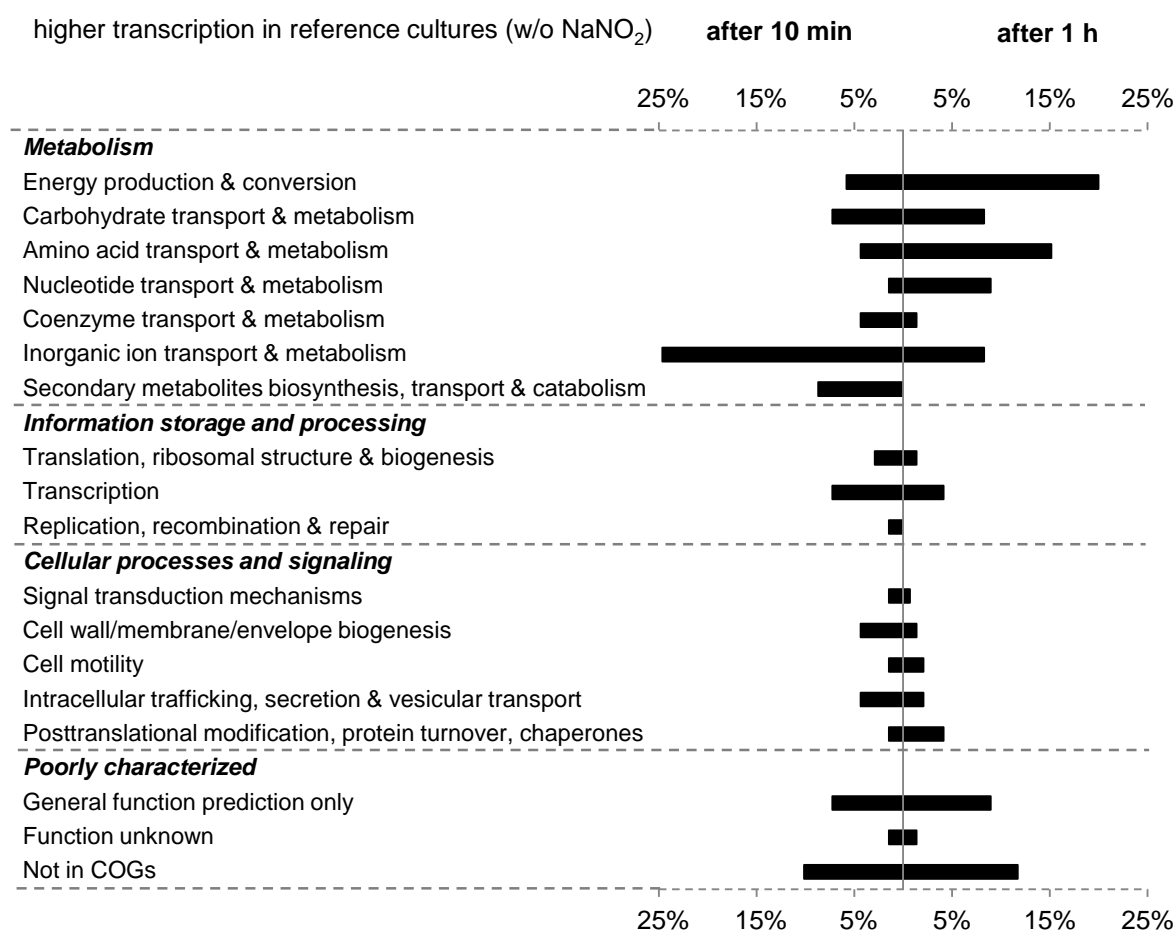 higher transcription in reference cultures (w/o NaNO₂) after 10 min after 1 h
25% 15% 5% 5% 15% 25%
Metabolism
Energy production & conversion
Carbohydrate transport & metabolism
Amino acid transport & metabolism
Nucleotide transport & metabolism
Coenzyme transport & metabolism
Inorganic ion transport & metabolism
Secondary metabolites biosynthesis, transport & catabolism
Information storage and processing
Translation, ribosomal structure & biogenesis
Transcription
Replication, recombination & repair
Cellular processes and signaling
Signal transduction mechanisms
Cell wall/membrane/envelope biogenesis
Cell motility
Intracellular trafficking, secretion & vesicular transport
Posttranslational modification, protein turnover, chaperones
Poorly characterized
General function prediction only
Function unknown
Not in COGs
25% 15% 5% 5% 15% 25%